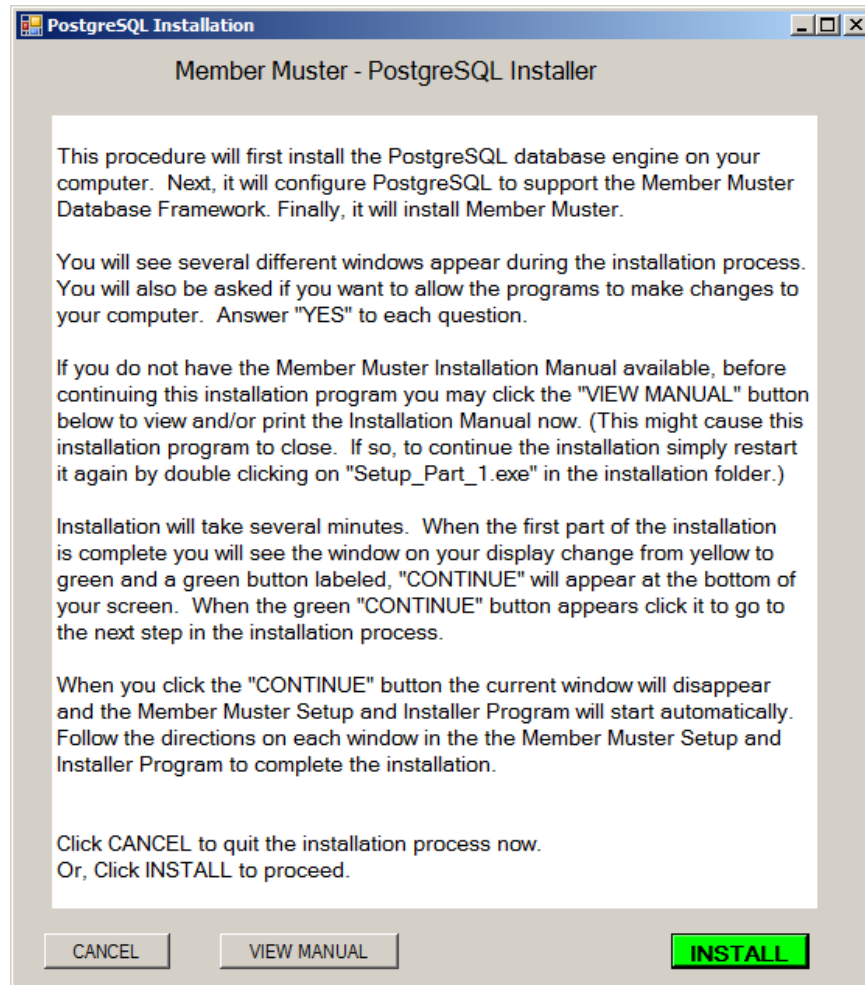 PostgreSQL Installation
Member Muster - PostgreSQL Installer
This procedure will first install the PostgreSQL database engine on your
computer.  Next, it will configure PostgreSQL to support the Member Muster
Database Framework. Finally, it will install Member Muster.
You will see several different windows appear during the installation process.
You will also be asked if you want to allow the programs to make changes to
your computer.  Answer "YES" to each question.
If you do not have the Member Muster Installation Manual available, before
continuing this installation program you may click the "VIEW MANUAL" button
below to view and/or print the Installation Manual now. (This might cause this
installation program to close.  If so, to continue the installation simply restart
it again by double clicking on "Setup_Part_1.exe" in the installation folder.)
Installation will take several minutes.  When the first part of the installation
is complete you will see the window on your display change from yellow to
green and a green button labeled, "CONTINUE" will appear at the bottom of
your screen.  When the green "CONTINUE" button appears click it to go to
the next step in the installation process.
When you click the "CONTINUE" button the current window will disappear
and the Member Muster Setup and Installer Program will start automatically.
Follow the directions on each window in the the Member Muster Setup and
Installer Program to complete the installation.
Click CANCEL to quit the installation process now.
Or, Click INSTALL to proceed.
CANCEL
VIEW MANUAL
INSTALL